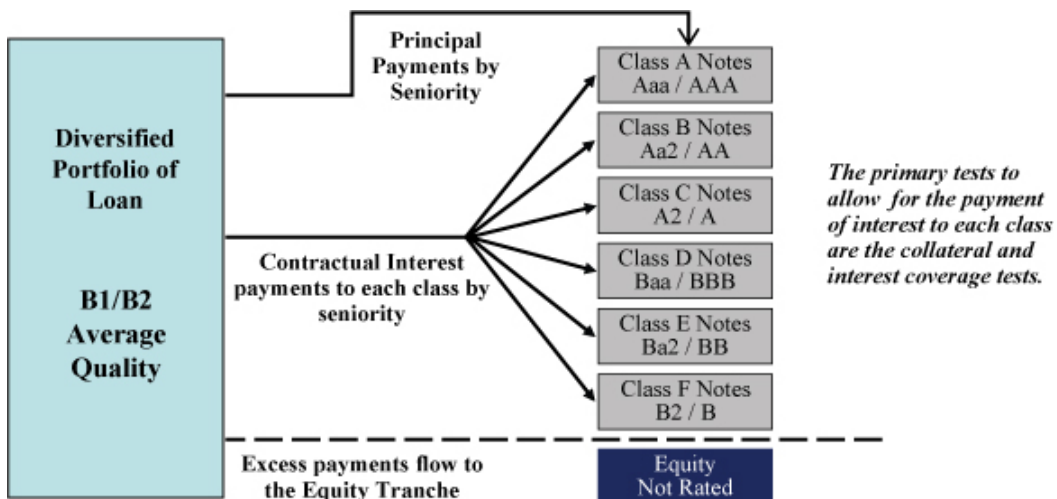 Diversified
Portfolio of
Loan
B1/B2
Average
Quality
Principal
Payments by
Seniority
Contractual Interest
payments to each class by
seniority
Excess payments flow to
the Equity Tranche
Class A Notes
Aaa / AAA
Class B Notes
Aa2 / AA
Class C Notes
A2 / A
Class D Notes
Baa / BBB
Class E Notes
Ba2 / BB
Class F Notes
B2 / B
Equity
Not Rated
The primary tests to
allow for the payment
of interest to each class
are the collateral and
interest coverage tests.